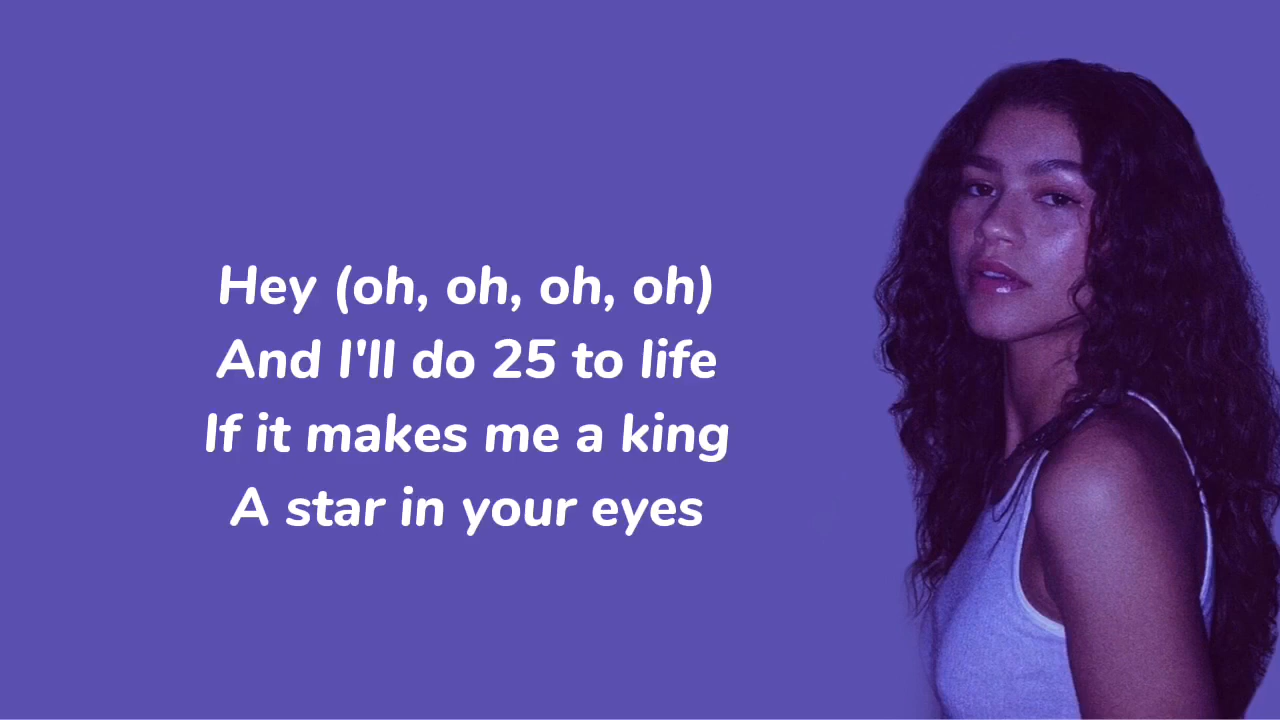 Hey (oh, oh, oh, oh)
And I'll do 25 to life
If it makes me a king
A star in your eyes